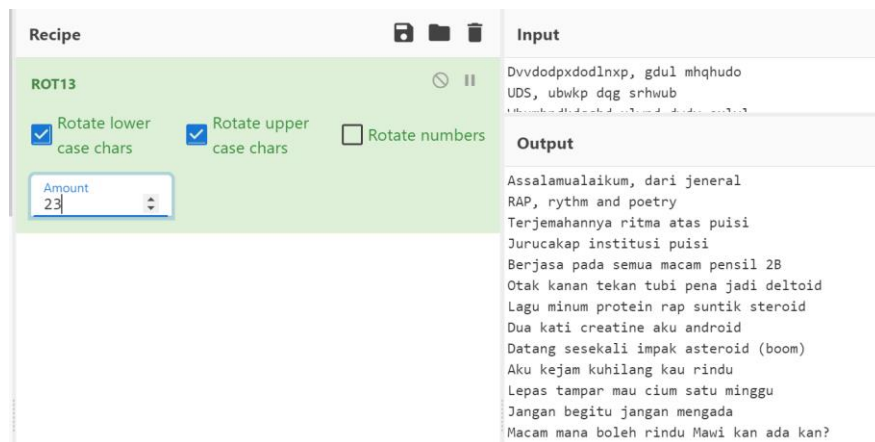 Recipe
ROT13
Rotate lower case chars
Rotate upper case chars
Rotate numbers
Amount
23
Input
Dvvdodpxdodlnxp, gdul mhqhudo
UDS, ubwkp dqg srhwub
Output
Assalamualaikum, dari jeneral
RAP, rythm and poetry
Terjemahannya ritma atas puisi
Jurucakap institusi puisi
Berjasa pada semua macam pensil 2B
Otak kanan tekan tubi pena jadi deltoid
Lagu minum protein rap suntik steroid
Dua kati creatine aku android
Datang sesekali impak asteroid (boom)
Aku kejam kuhilang kau rindu
Lepas tampar mau cium satu minggu
Jangan begitu jangan mengada
Macam mana boleh rindu Mawi kan ada kan?